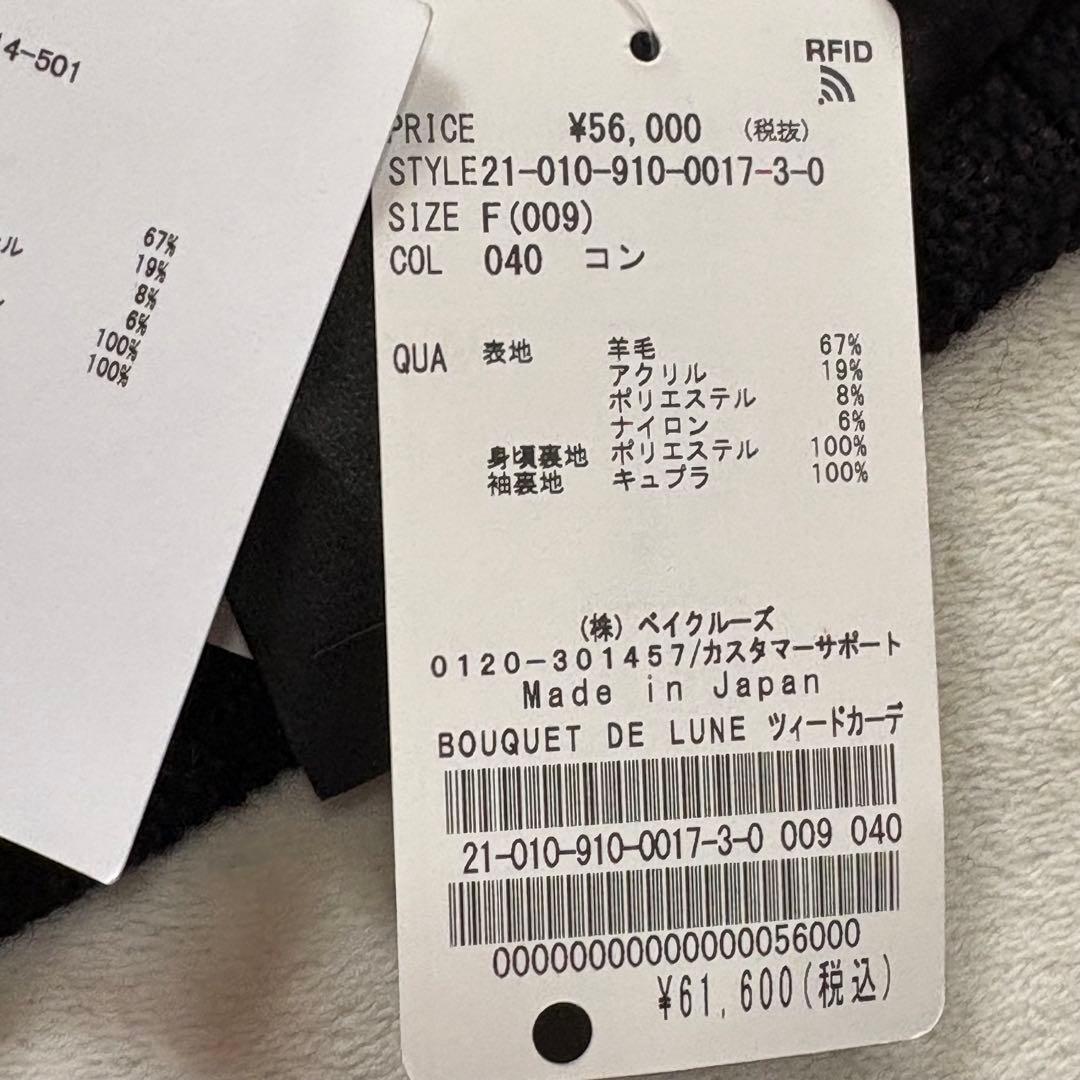 14-501
ル
67%
19%
8%
6%
100%
100%
RFID
PRICE ¥56,000 (税抜)
STYLE21-010-910-0017-3-0
SIZE F(009)
COL 040 コン
QUA 表地 羊毛 67%
アクリル 19%
ポリエステル 8%
ナイロン 6%
身頃裏地 ポリエステル 100%
袖裏地 キュプラ 100%
(株)ベイクルーズ
0120-301457/カスタマーサポート
Made in Japan
BOUQUET DE LUNE ツィードカーデ
21-010-910-0017-3-0 009 040
00000000000000056000
¥61,600(税込)